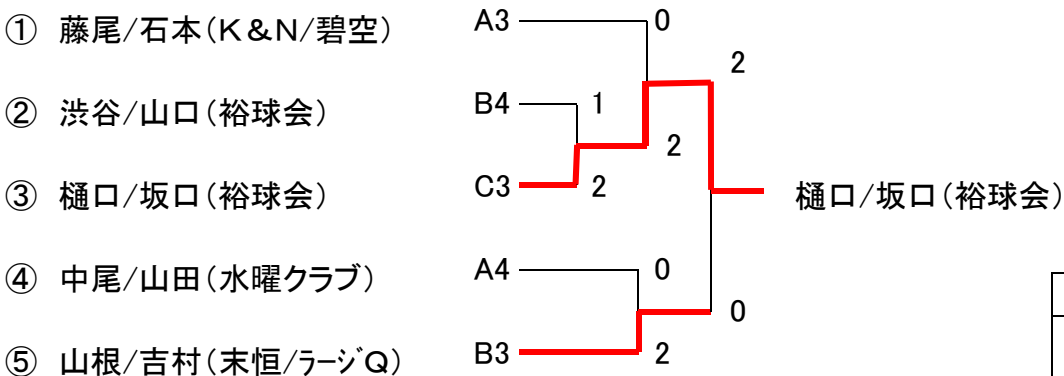 ① 藤尾/石本(K&N/碧空) A3 0
2
② 渋谷/山口(裕球会) B4 1
2
③ 樋口/坂口(裕球会) C3 2 樋口/坂口(裕球会)
④ 中尾/山田(水曜クラブ) A4 0
0
⑤ 山根/吉村(末恒/ラージQ) B3 2